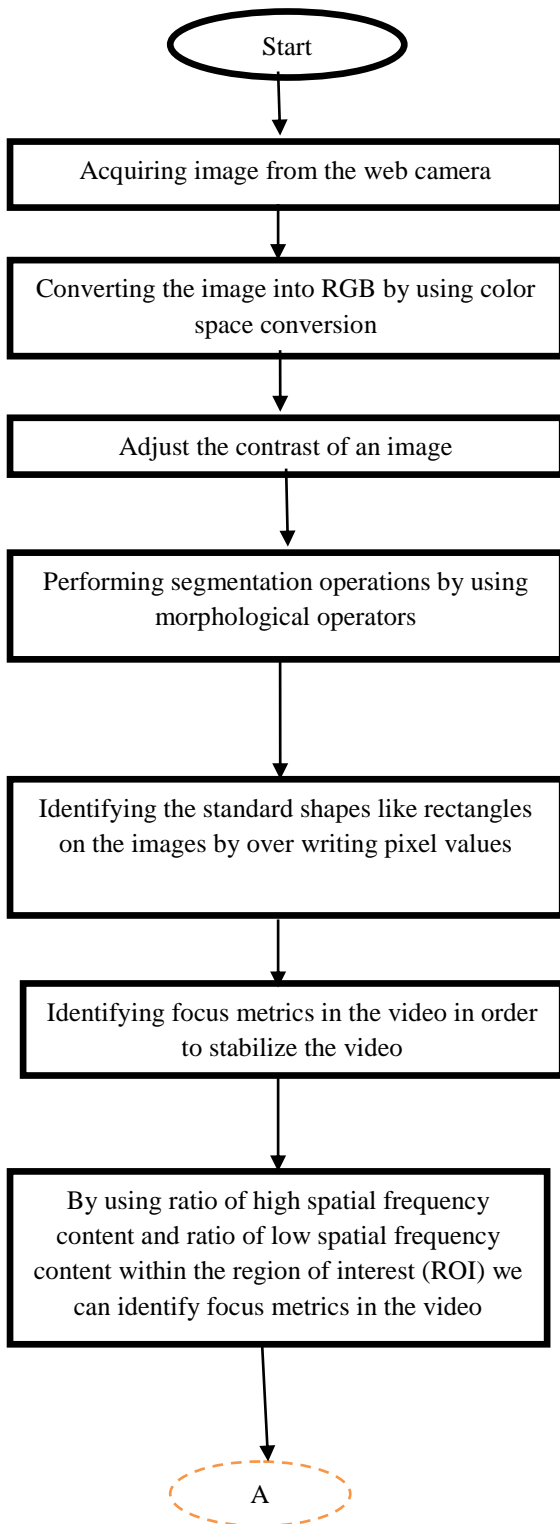 Start
Acquiring image from the web camera
Converting the image into RGB by using color
space conversion
Adjust the contrast of an image
Performing segmentation operations by using
morphological operators
Identifying the standard shapes like rectangles
on the images by over writing pixel values
Identifying focus metrics in the video in order
to stabilize the video
By using ratio of high spatial frequency
content and ratio of low spatial frequency
content within the region of interest (ROI) we
can identify focus metrics in the video
A